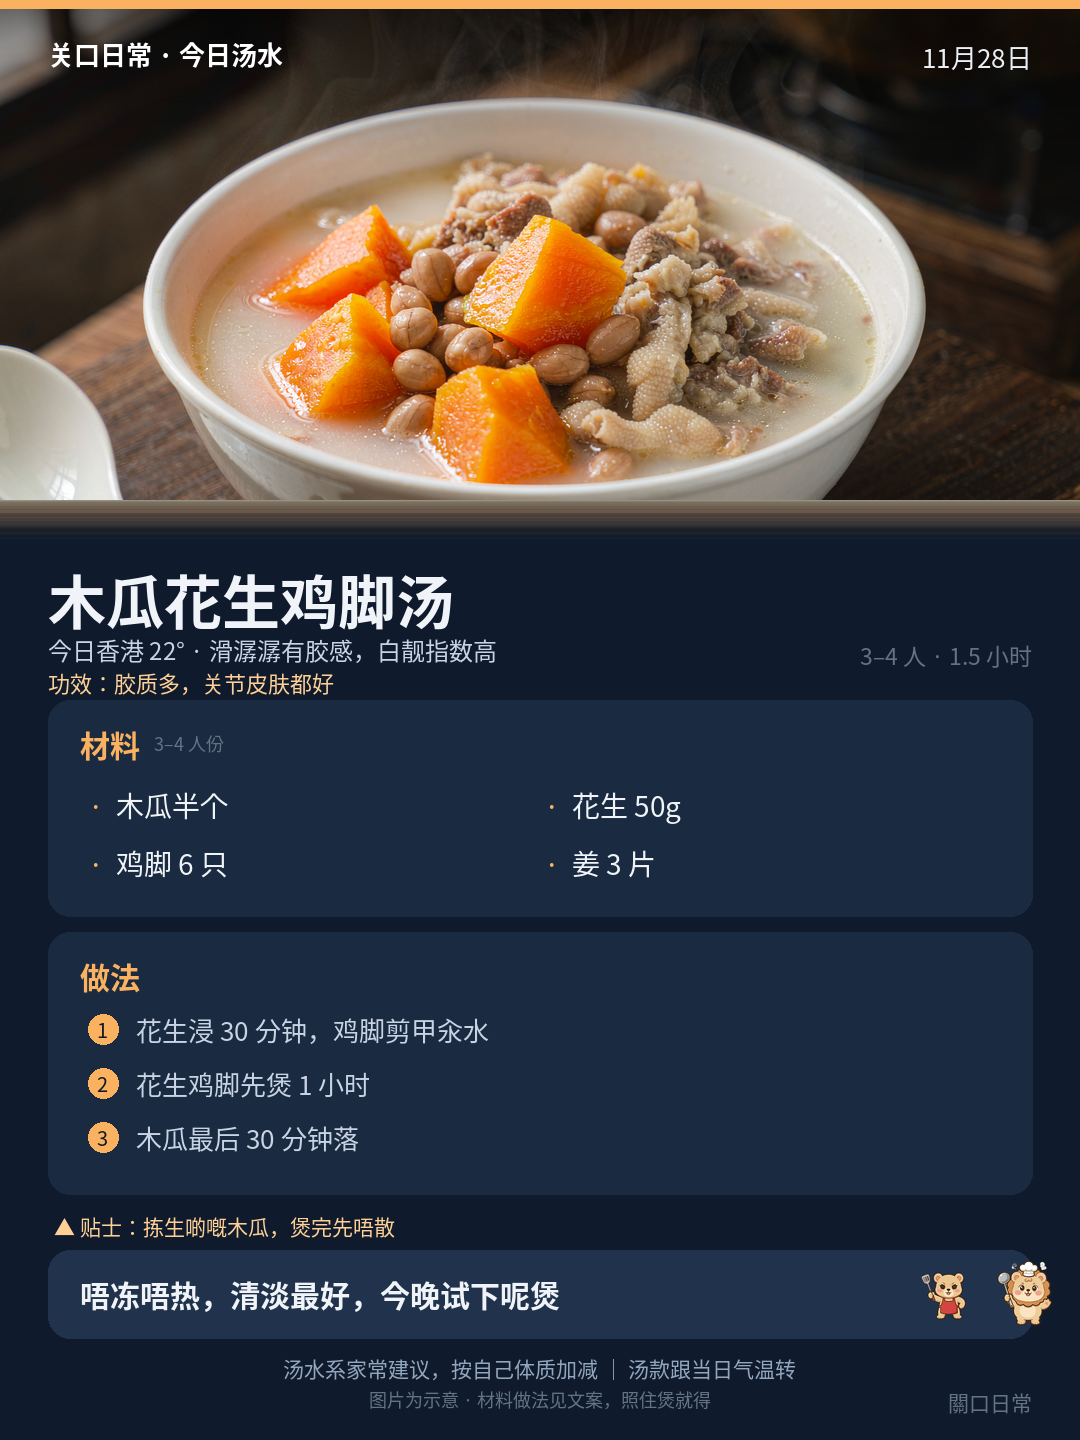 关口日常 · 今日汤水
11月28日
木瓜花生鸡脚汤
今日香港 22° · 滑潺潺有胶感，白靓指数高
3–4 人 · 1.5 小时
功效：胶质多，关节皮肤都好
材料 3–4 人份
· 木瓜半个
· 花生 50g
· 鸡脚 6 只
· 姜 3 片
做法
1 花生浸 30 分钟，鸡脚剪甲汆水
2 花生鸡脚先煲 1 小时
3 木瓜最后 30 分钟落
▲ 贴士：拣生啲嘅木瓜，煲完先唔散
唔冻唔热，清淡最好，今晚试下呢煲
汤水系家常建议，按自己体质加减｜汤款跟当日气温转
图片为示意 · 材料做法见文案，照住煲就得
關口日常